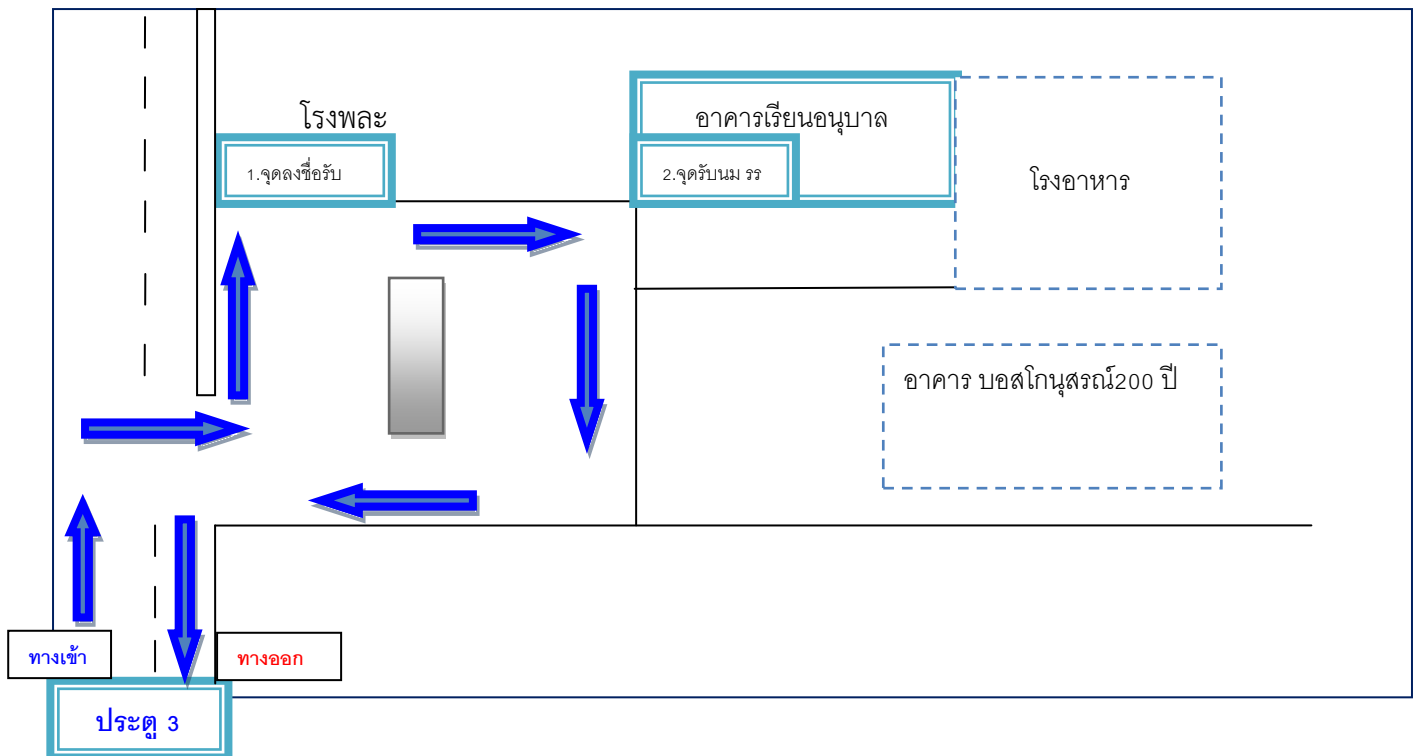 โรงพละ
อาคารเรียนอนุบาล
1.จุดลงชื่อรับ
2.จุดรับนม รร
โรงอาหาร
อาคาร บอสโกนุสรณ์200 ปี
ทางเข้า
ทางออก
ประตู 3